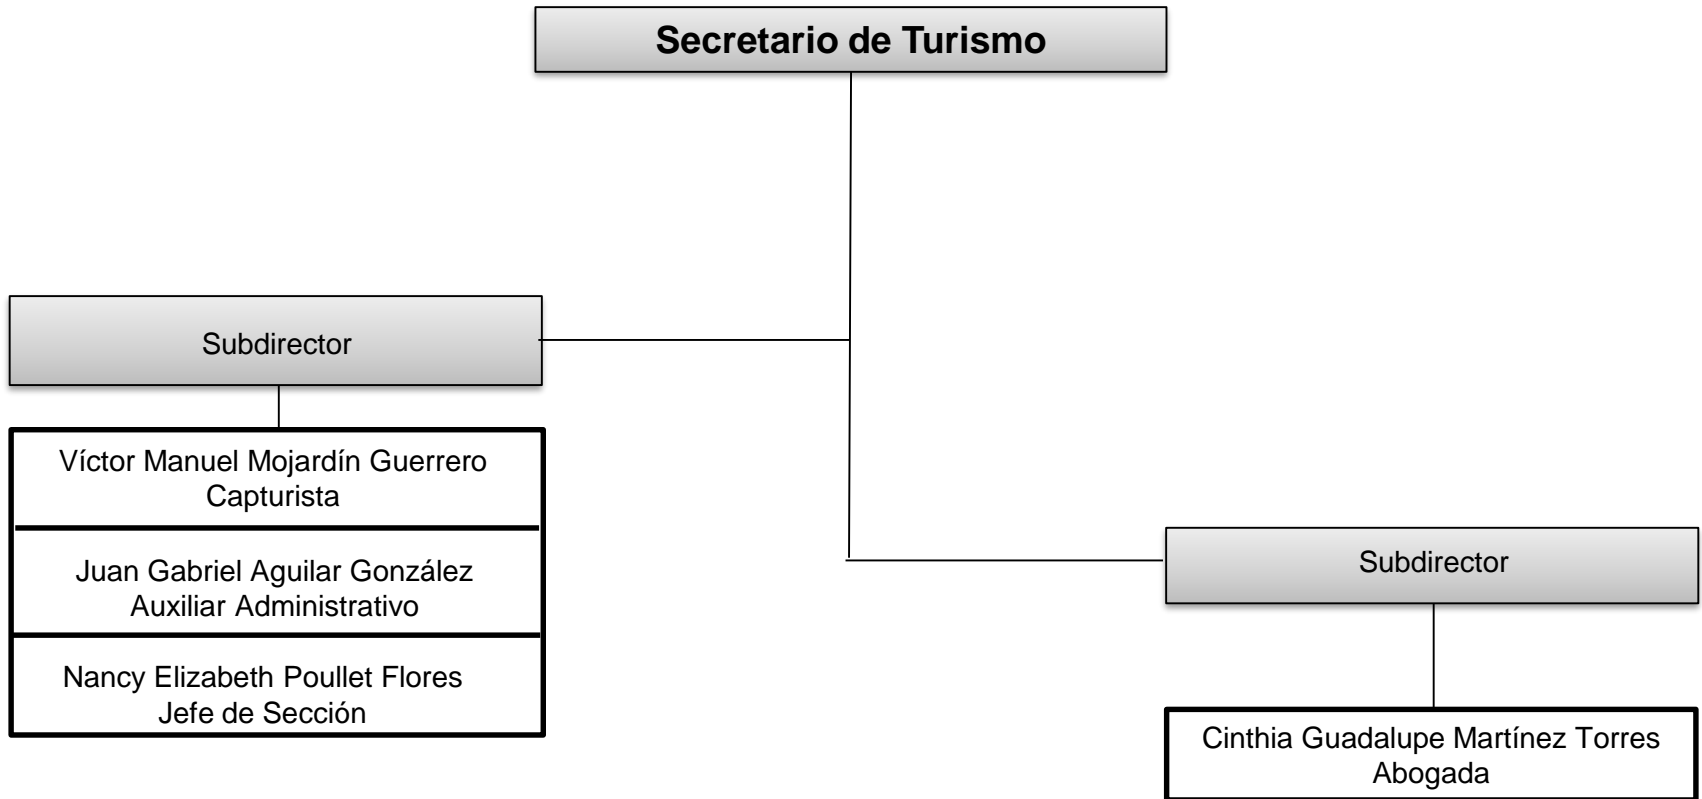 Secretario de Turismo
Subdirector
Víctor Manuel Mojardín Guerrero
Capturista
Juan Gabriel Aguilar González
Auxiliar Administrativo
Nancy Elizabeth Poullet Flores
Jefe de Sección
Subdirector
Cinthia Guadalupe Martínez Torres
Abogada